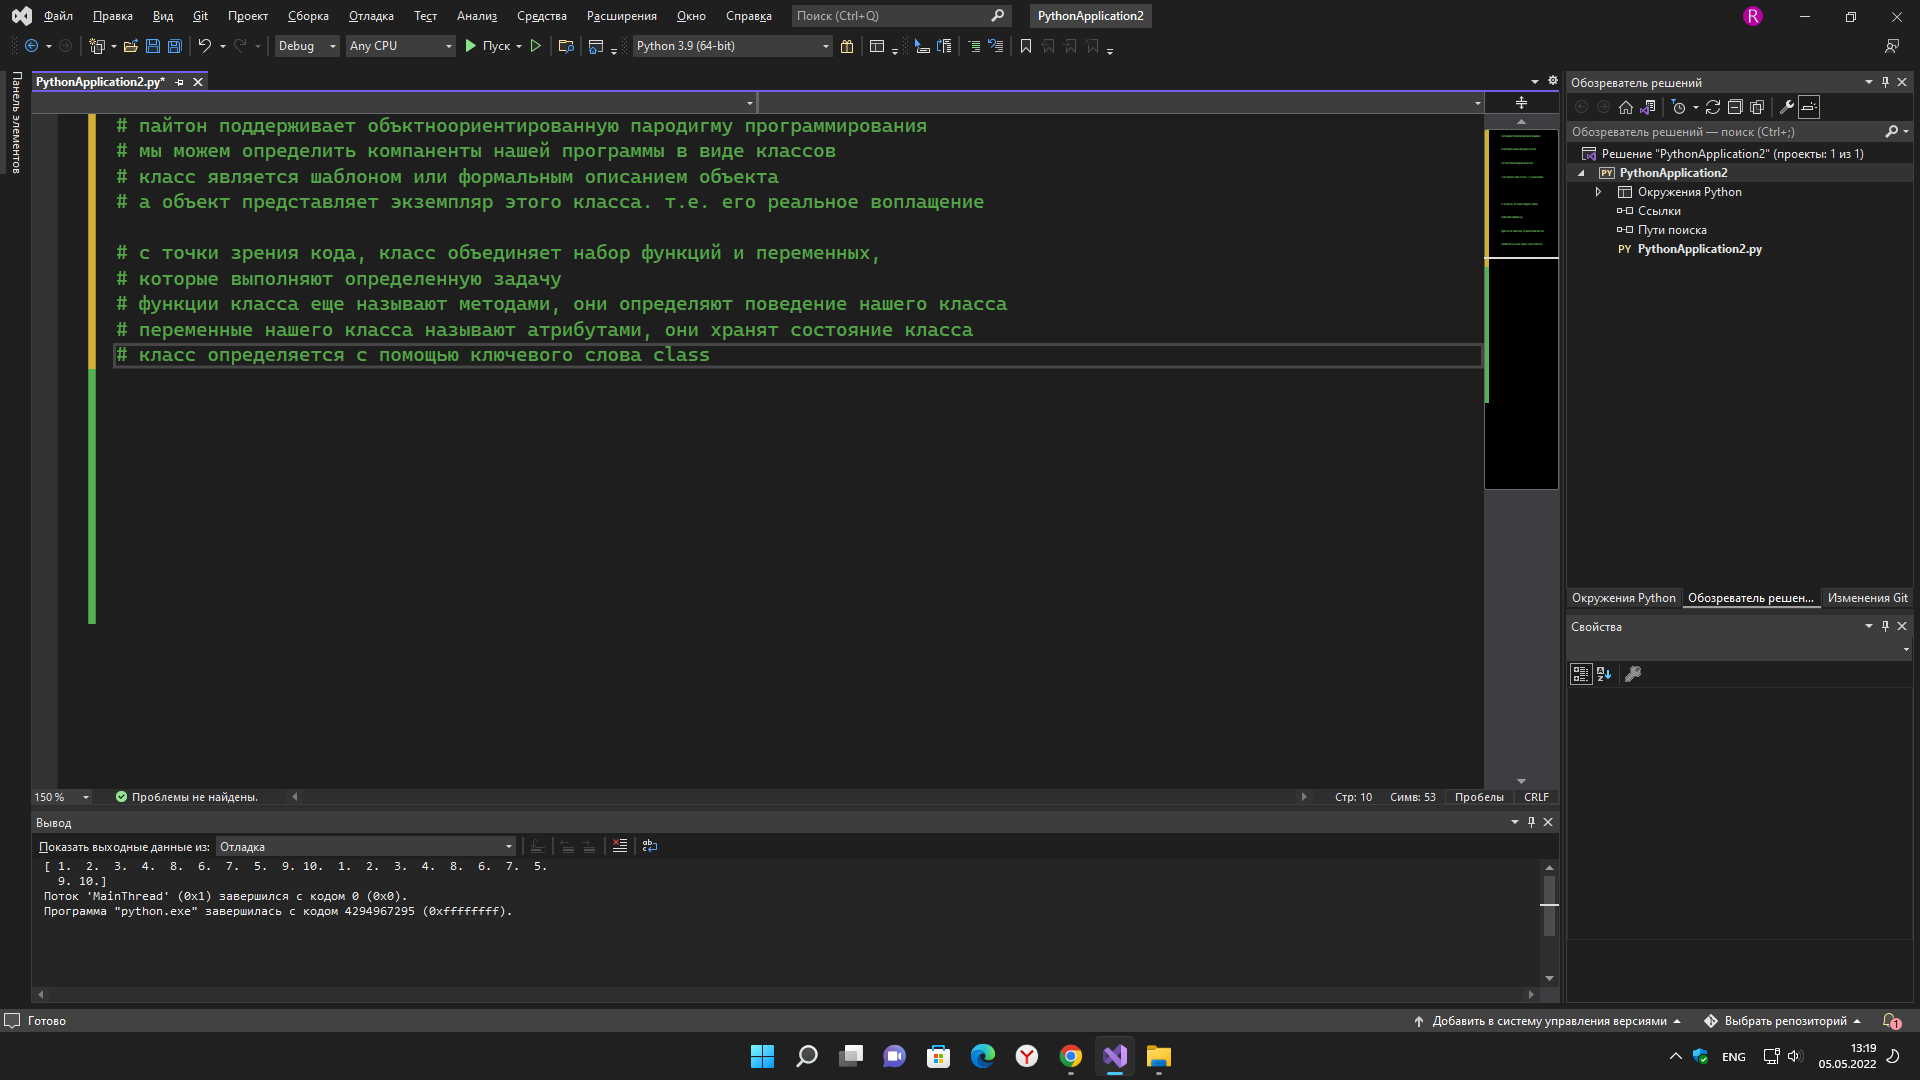 Файл Правка Вид Git Проект Сборка Отладка Тест Анализ Средства Расширения Окно Справка Поиск (Ctrl+Q) PythonApplication2 R
Debug Any CPU Пуск Python 3.9 (64-bit)
Панель элементов
PythonApplication2.py*
# пайтон поддерживает объктноориентированную пародигму программирования
# мы можем определить компаненты нашей программы в виде классов
# класс является шаблоном или формальным описанием объекта
# а объект представляет экземпляр этого класса. т.е. его реальное воплащение
# с точки зрения кода, класс объединяет набор функций и переменных,
# которые выполняют определенную задачу
# функции класса еще называют методами, они определяют поведение нашего класса
# переменные нашего класса называют атрибутами, они хранят состояние класса
# класс определяется с помощью ключевого слова class
150 % Проблемы не найдены. Стр: 10 Симв: 53 Пробелы CRLF
Вывод
Показать выходные данные из: Отладка
[ 1. 2. 3. 4. 8. 6. 7. 5. 9. 10. 1. 2. 3. 4. 8. 6. 7. 5.
9. 10.]
Поток 'MainThread' (0x1) завершился с кодом 0 (0x0).
Программа "python.exe" завершилась с кодом 4294967295 (0xffffffff).
Обозреватель решений
Обозреватель решений — поиск (Ctrl+;)
Решение "PythonApplication2" (проекты: 1 из 1)
PY PythonApplication2
Окружения Python
Ссылки
Пути поиска
PY PythonApplication2.py
Окружения Python Обозреватель решен... Изменения Git
Свойства
Готово Добавить в систему управления версиями Выбрать репозиторий 1
ENG 13:19
05.05.2022